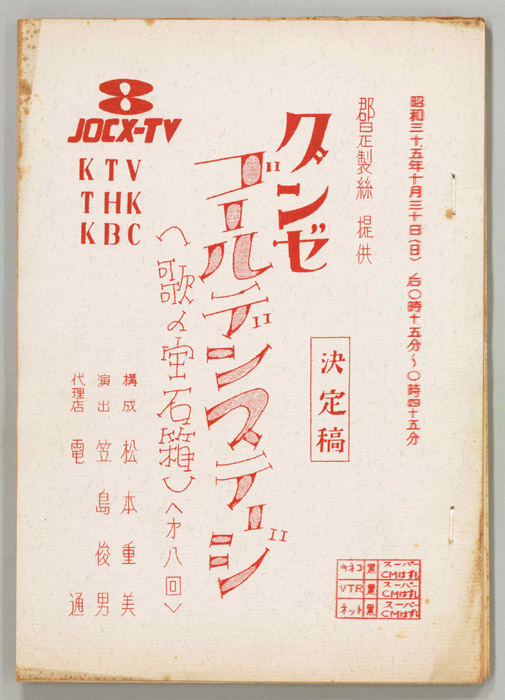 昭和三十五年十月三十日(日) 后〇時十五分~〇時四十五分
郡是製絲 提供
グンゼ
ゴールデンステージ
決定稿
〈歌の宝石箱〉〈才八回〉
8
JOCX-TV
KTV
THK
KBC
構成 松本重美
演出 笠島俊男
代理店 電通
キネコ 黒 スーパー CMはずし
VTR 黒 スーパー CMはずし
ネット 黒 スーパー CMはずし